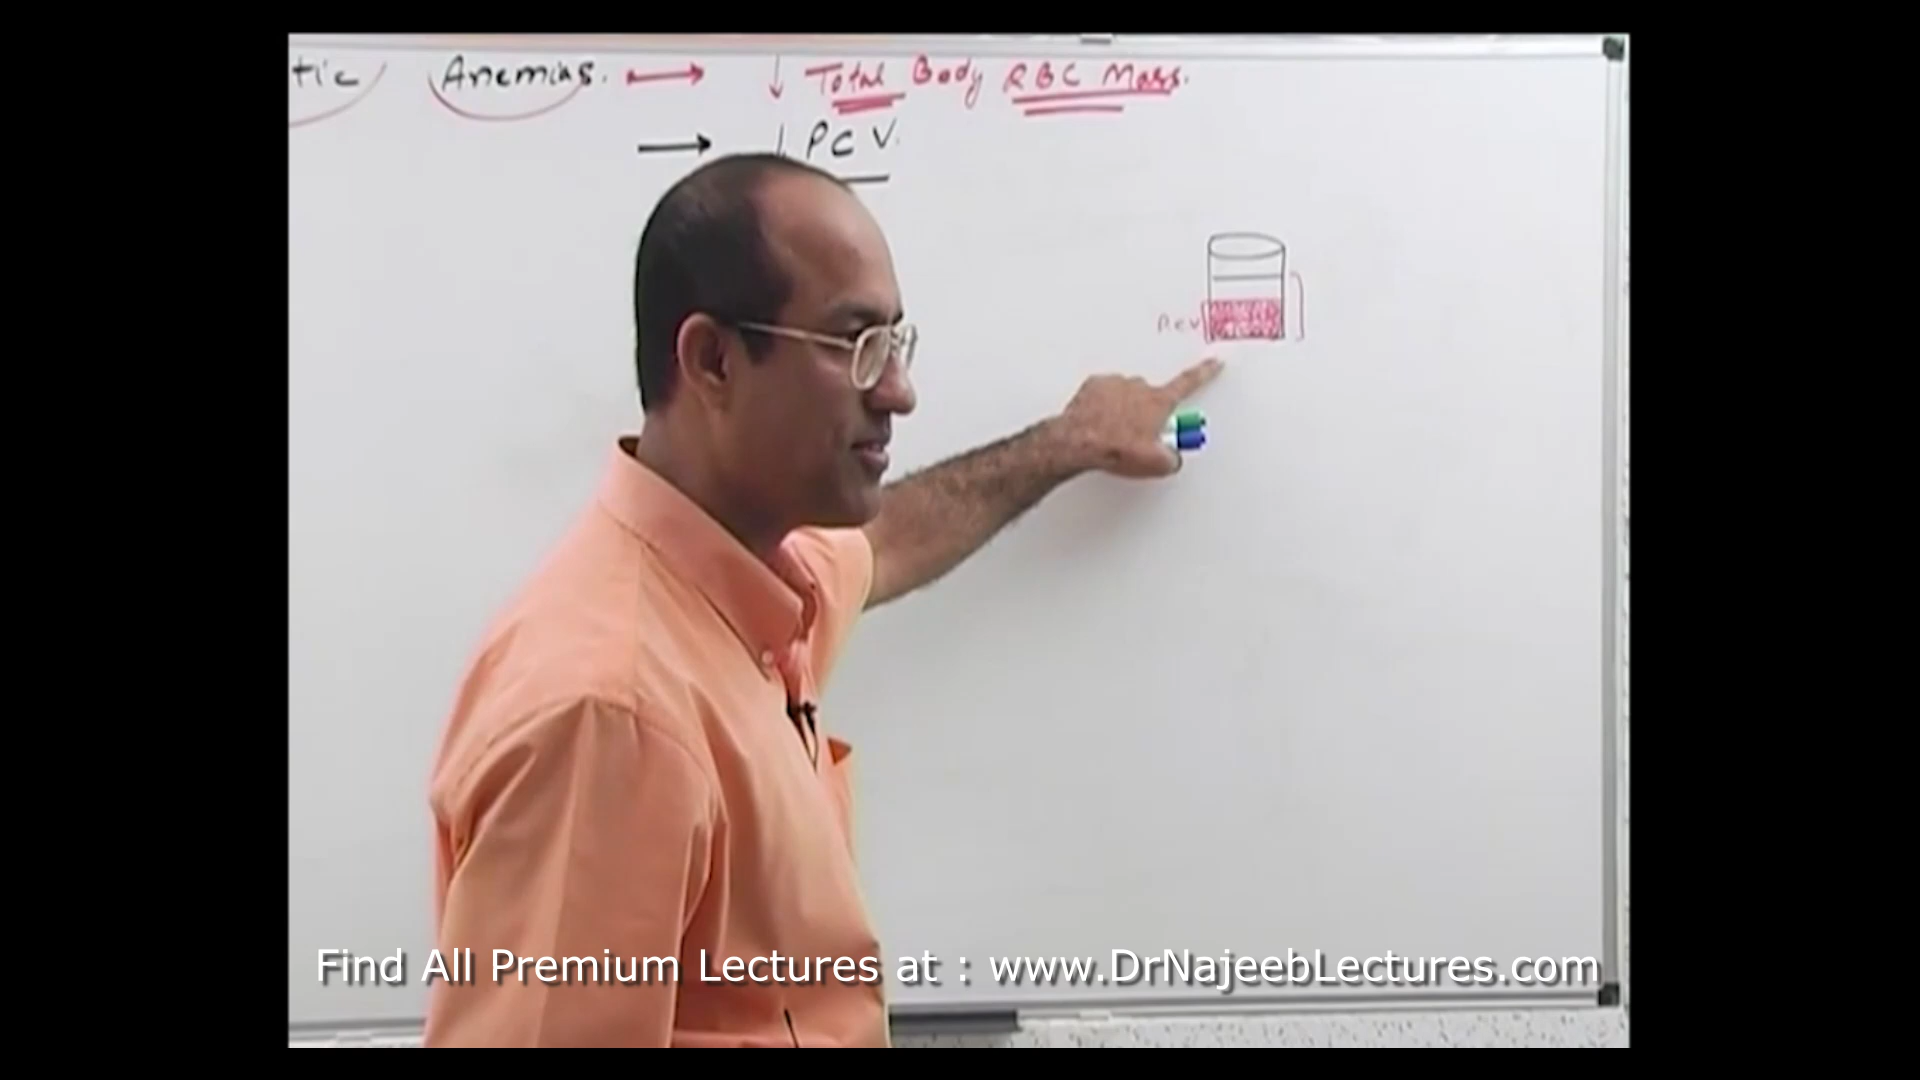 tic Anemias. → ↓ Total Body RBC Mass.
→ ↓ PCV.
PCV
Find All Premium Lectures at : www.DrNajeebLectures.com